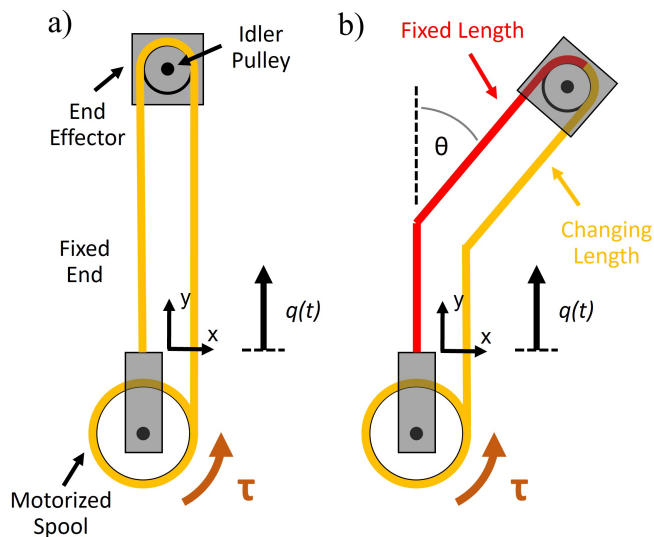 a)
Idler
Pulley
End
Effector
Fixed
End
y
x
q(t)
Motorized
Spool
τ
b)
Fixed Length
θ
Changing
Length
y
x
q(t)
τ